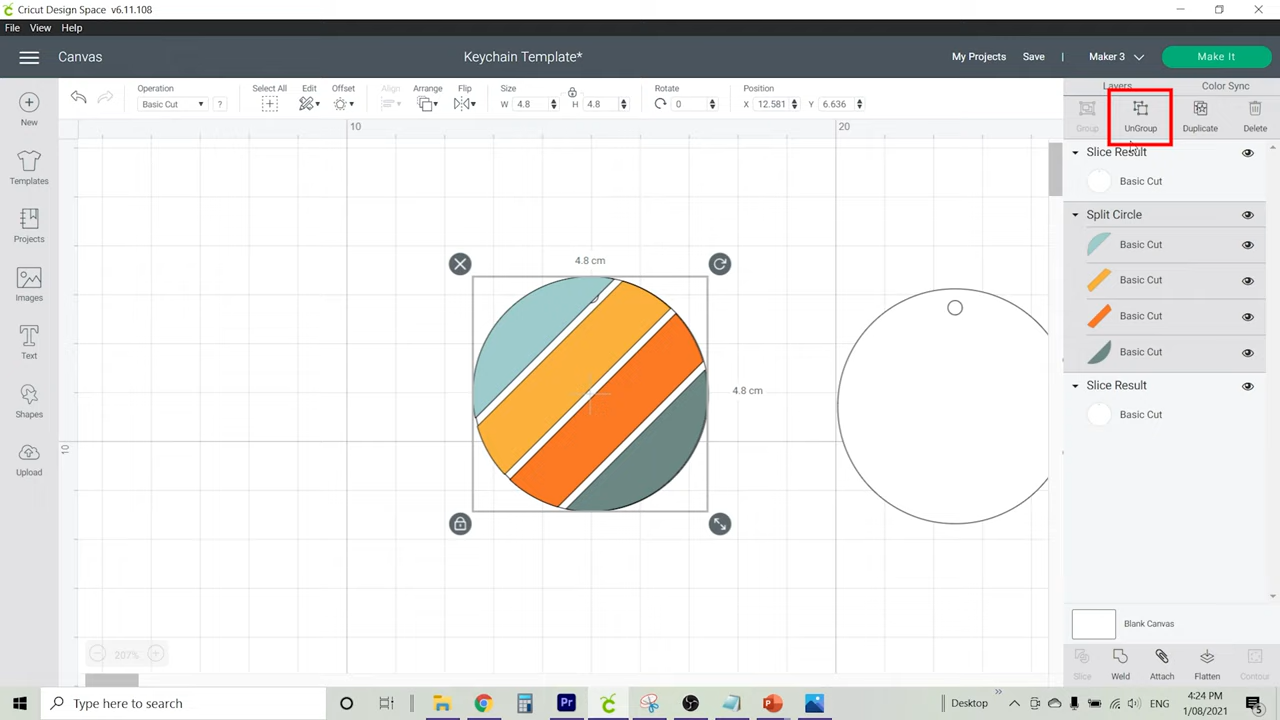 Cricut Design Space v6.11.108
File View Help
Canvas
Keychain Template*
My Projects Save | Maker 3 Make It
Operation Select All Edit Offset Align Arrange Flip Size Rotate Position
Basic Cut ? W 4.8 H 4.8 0 X 12.581 Y 6.636
Layers Color Sync
Group UnGroup Duplicate Delete
New
Templates
Projects
Images
Text
Shapes
Upload
10 20
10
4.8 cm
4.8 cm
207%
Slice Result
Basic Cut
Split Circle
Basic Cut
Basic Cut
Basic Cut
Basic Cut
Slice Result
Basic Cut
Blank Canvas
Slice Weld Attach Flatten Contour
Type here to search
Pr
Desktop » ENG
4:24 PM
1/08/2021
5